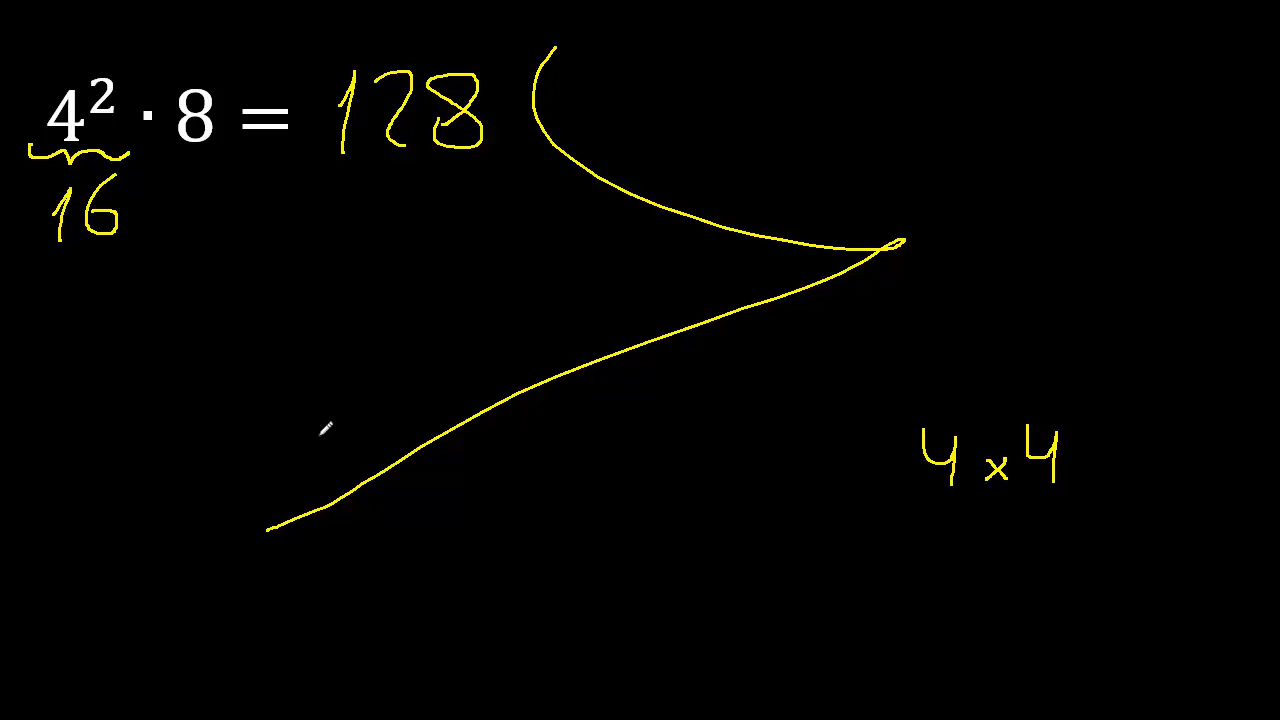 4² · 8 = 128
16
4 x 4